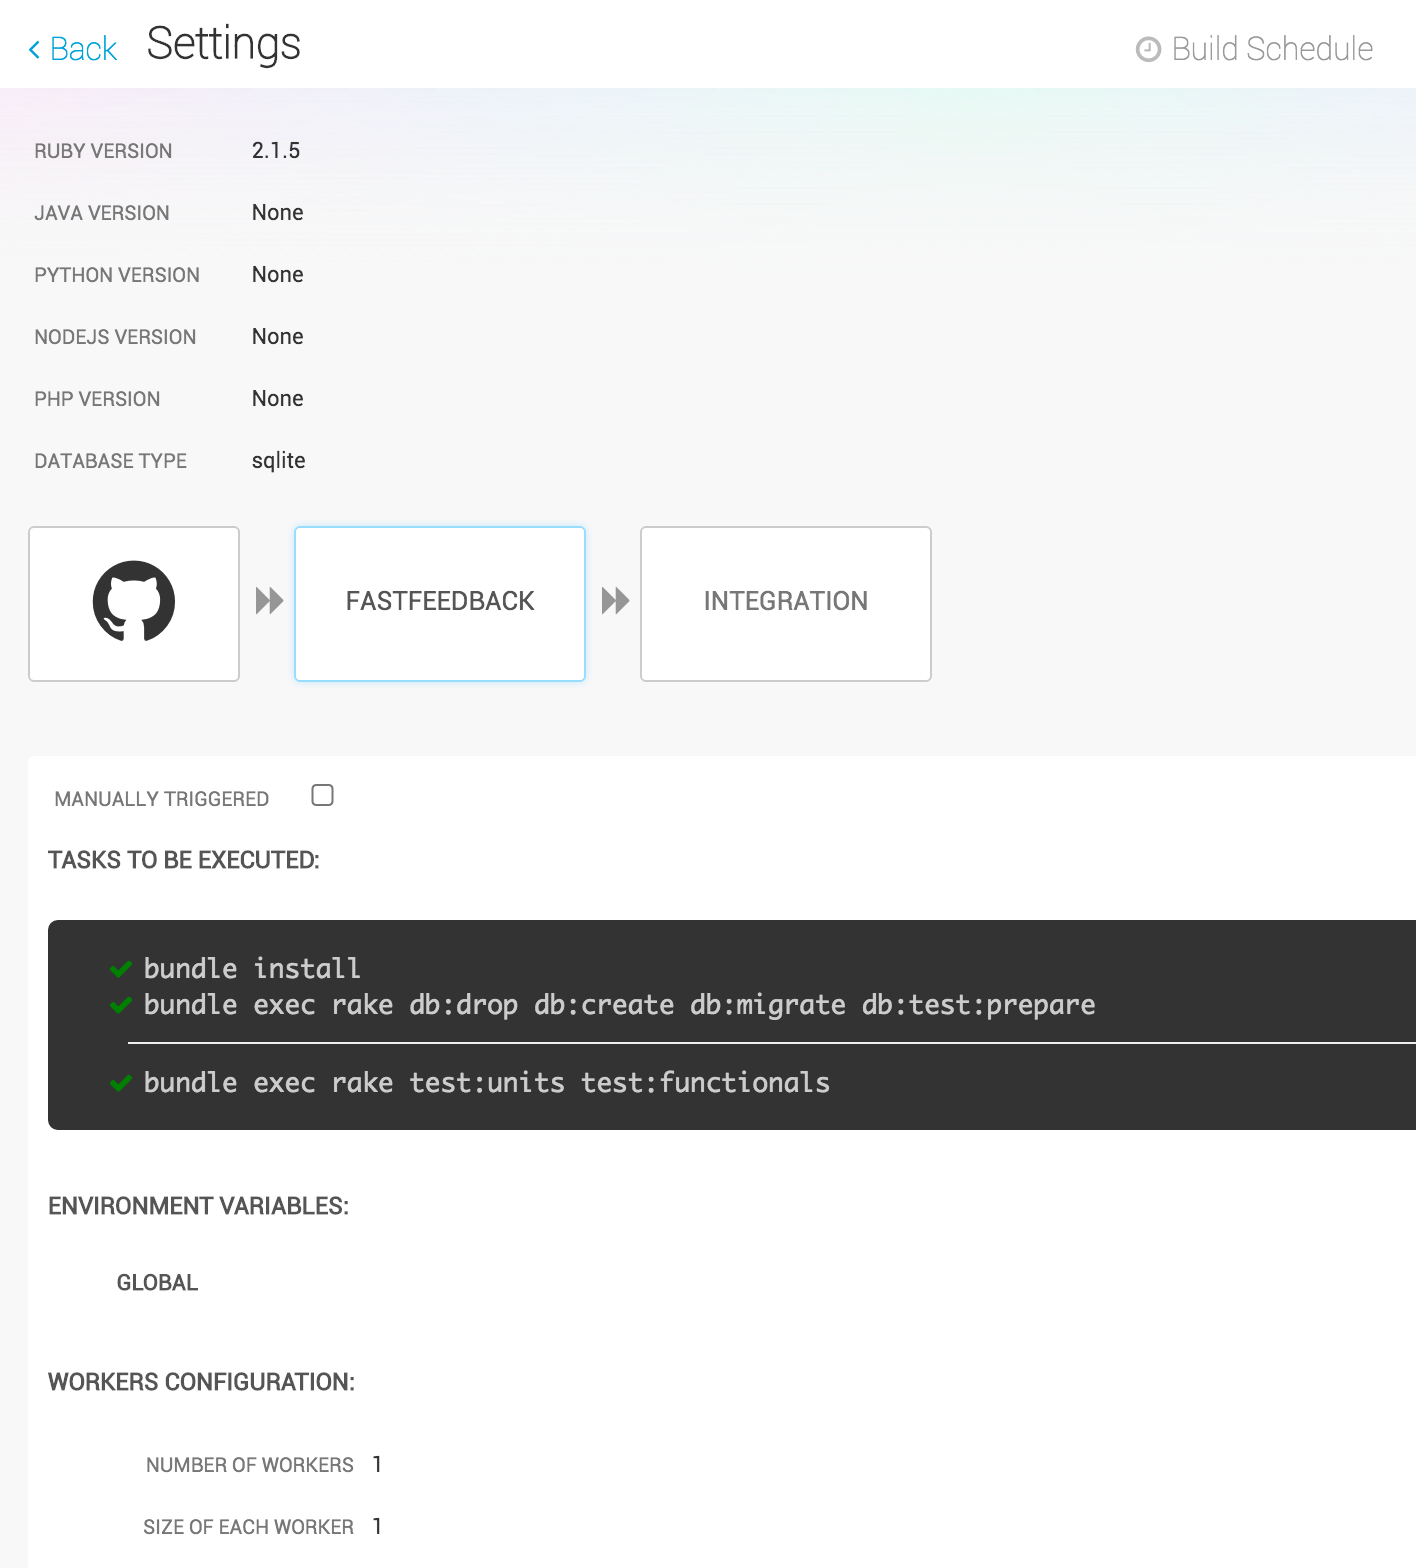 Back Settings Build Schedule
RUBY VERSION 2.1.5
JAVA VERSION None
PYTHON VERSION None
NODEJS VERSION None
PHP VERSION None
DATABASE TYPE sqlite
FASTFEEDBACK INTEGRATION
MANUALLY TRIGGERED
TASKS TO BE EXECUTED:
bundle install
bundle exec rake db:drop db:create db:migrate db:test:prepare
bundle exec rake test:units test:functionals
ENVIRONMENT VARIABLES:
GLOBAL
WORKERS CONFIGURATION:
NUMBER OF WORKERS 1
SIZE OF EACH WORKER 1